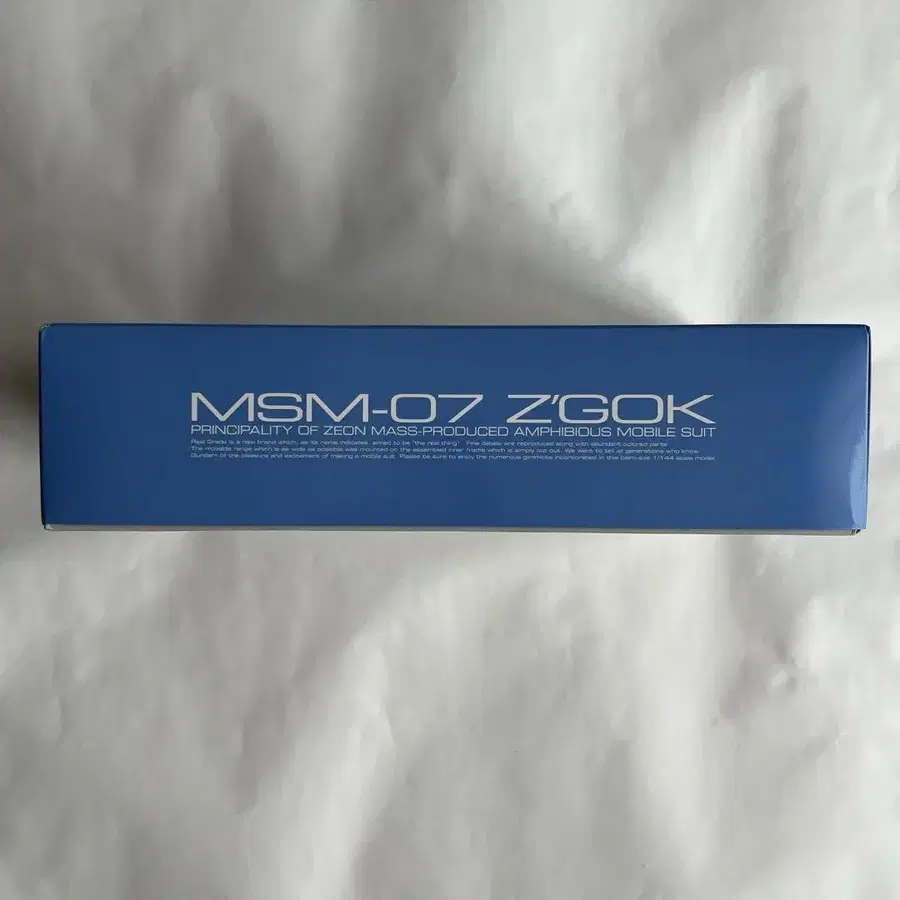 MSM-07 Z'GOK
PRINCIPALITY OF ZEON MASS-PRODUCED AMPHIBIOUS MOBILE SUIT
Real Grade is a new brand which, as its name indicates, aimed to be "the real thing". Fine details are reproduced along with abundant colored parts.
The movable range which is as wide as possible was mounted on the assembled inner frame which is simply cut out. We want to tell all generations who know
Gundam of the pleasure and excitement of making a mobile suit. Please be sure to enjoy the numerous gimmicks incorporated in this palm-size 1/144 scale model.